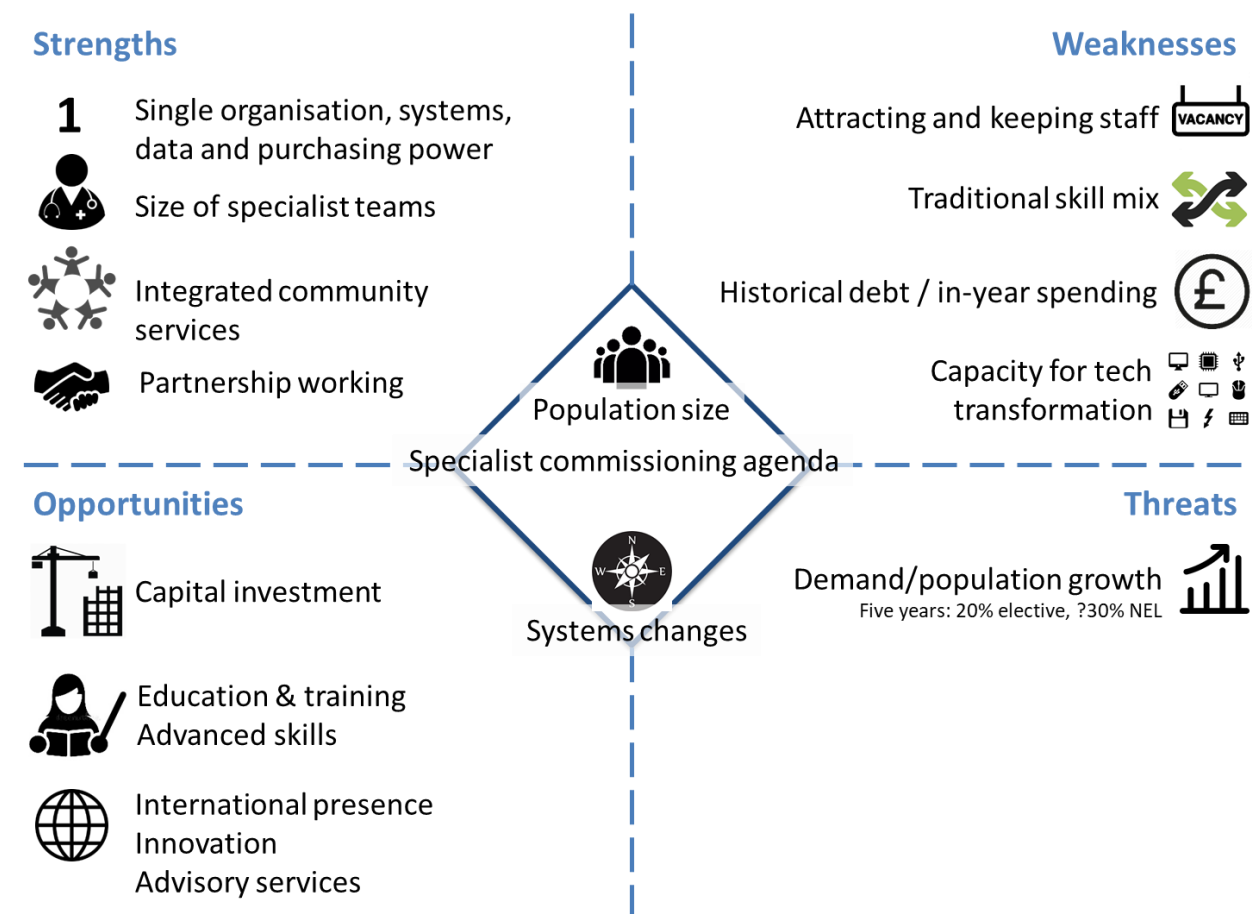 Strengths
1
Single organisation, systems,
data and purchasing power
Size of specialist teams
Integrated community
services
Partnership working
Weaknesses
Attracting and keeping staff
VACANCY
Traditional skill mix
Historical debt / in-year spending
£
Capacity for tech
transformation
Population size
Specialist commissioning agenda
N
W E
S
Systems changes
Opportunities
Capital investment
Education & training
Advanced skills
International presence
Innovation
Advisory services
Threats
Demand/population growth
Five years: 20% elective, ?30% NEL